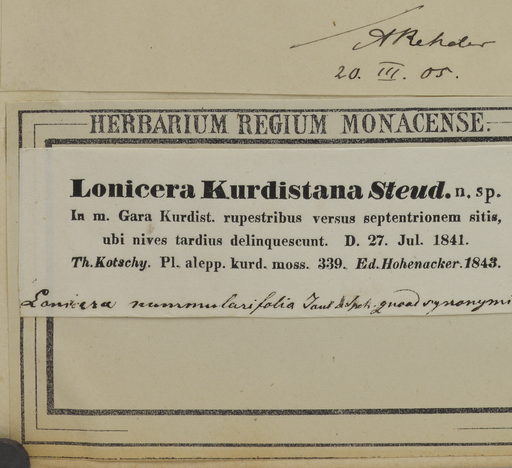 A Rehder
20. III. 05.
HERBARIUM REGIUM MONACENSE.
Lonicera Kurdistana Steud. n. sp.
In m. Gara Kurdist. rupestribus versus septentrionem sitis,
ubi nives tardius delinquescunt. D. 27. Jul. 1841.
Th. Kotschy. Pl. alepp. kurd. moss. 339. Ed. Hohenacker. 1843.
Lonicera nummularifolia Jaub & Spch. quoad synonymi